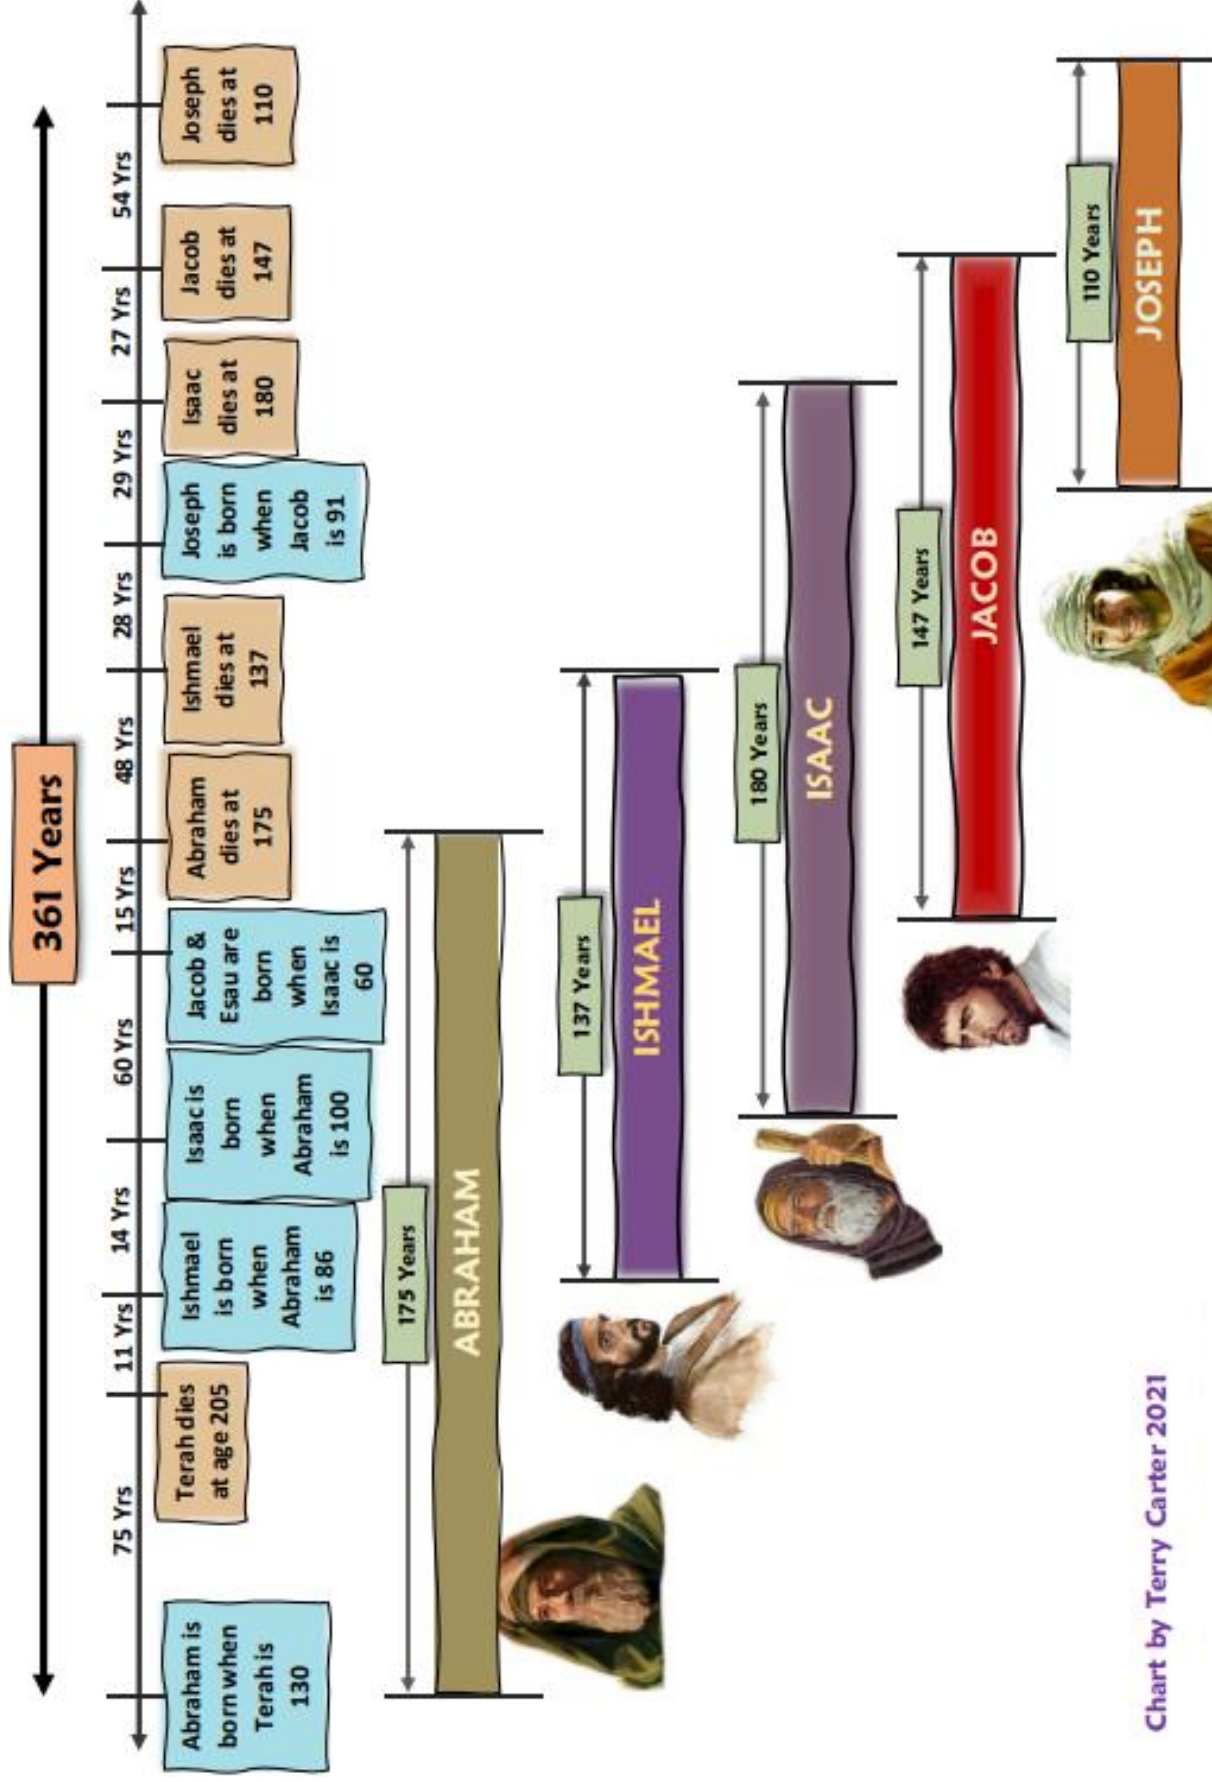 361 Years
75 Yrs
11 Yrs
14 Yrs
60 Yrs
15 Yrs
48 Yrs
28 Yrs
29 Yrs
27 Yrs
54 Yrs
Abraham is
born when
Terah is
130
Terah dies
at age 205
Ishmael
is born
when
Abraham
is 86
Isaac is
born
when
Abraham
is 100
Jacob &
Esau are
born
when
Isaac is
60
Abraham
dies at
175
Ishmael
dies at
137
Joseph
is born
when
Jacob
is 91
Isaac
dies at
180
Jacob
dies at
147
Joseph
dies at
110
175 Years
ABRAHAM
137 Years
ISHMAEL
180 Years
ISAAC
147 Years
JACOB
110 Years
JOSEPH
Chart by Terry Carter 2021